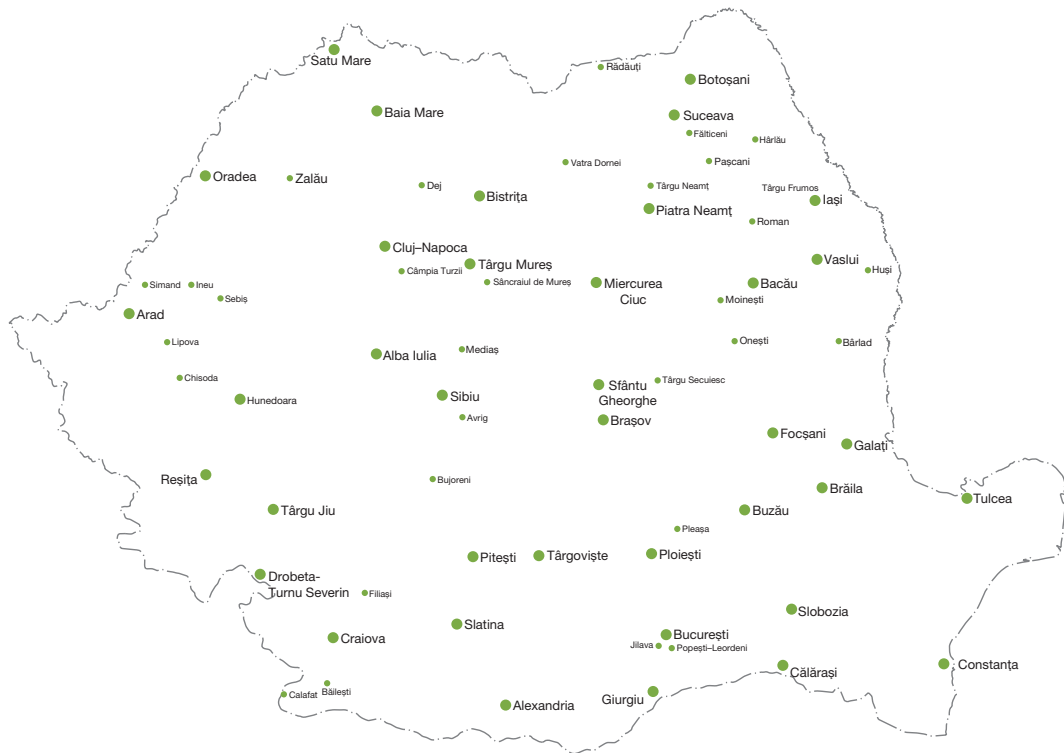 Satu Mare
Rădăuți
Botoșani
Baia Mare
Suceava
Fălticeni
Hârlău
Vatra Dornei
Pașcani
Oradea
Zalău
Dej
Bistrița
Târgu Neamț
Târgu Frumos
Iași
Piatra Neamț
Roman
Cluj–Napoca
Târgu Mureș
Câmpia Turzii
Sâncraiul de Mureș
Vaslui
Huși
Miercurea
Ciuc
Bacău
Simand
Ineu
Sebiș
Moinești
Arad
Lipova
Alba Iulia
Mediaș
Onești
Bârlad
Chisoda
Hunedoara
Sibiu
Avrig
Sfântu
Gheorghe
Târgu Secuiesc
Brașov
Focșani
Galați
Reșița
Bujoreni
Brăila
Tulcea
Târgu Jiu
Buzău
Pleașa
Pitești
Târgoviște
Ploiești
Drobeta-
Turnu Severin
Filiași
Slobozia
Slatina
Craiova
București
Jilava
Popești–Leordeni
Călărași
Constanța
Calafat
Băilești
Giurgiu
Alexandria